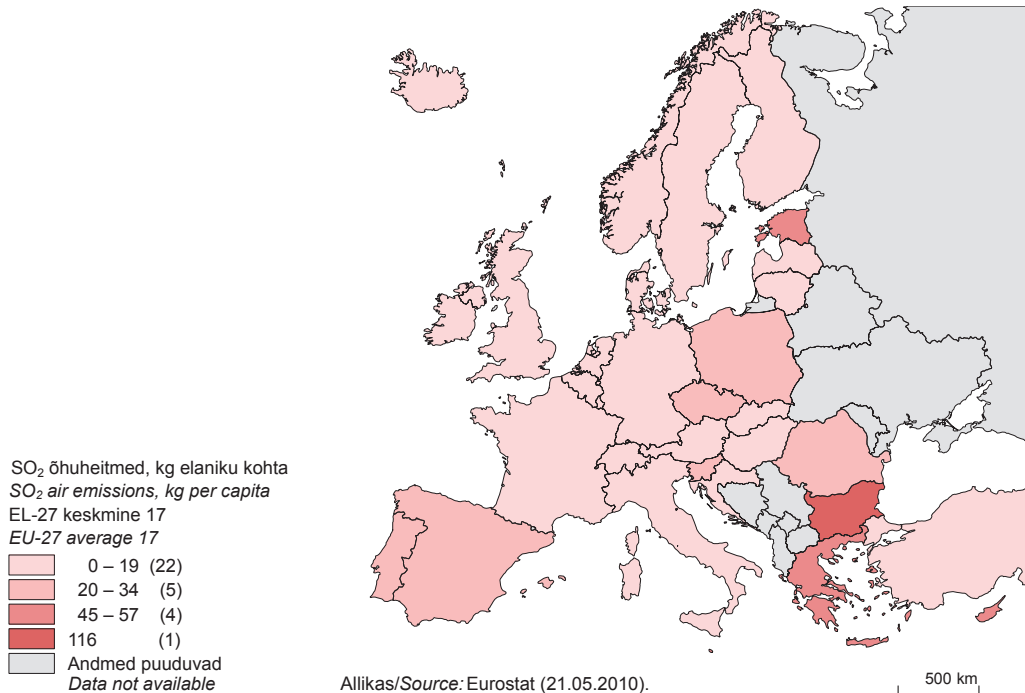 SO₂ õhuheitmed, kg elaniku kohta
SO₂ air emissions, kg per capita
EL-27 keskmine 17
EU-27 average 17
0 – 19 (22)
20 – 34 (5)
45 – 57 (4)
116 (1)
Andmed puuduvad
Data not available
Allikas/Source: Eurostat (21.05.2010).
500 km